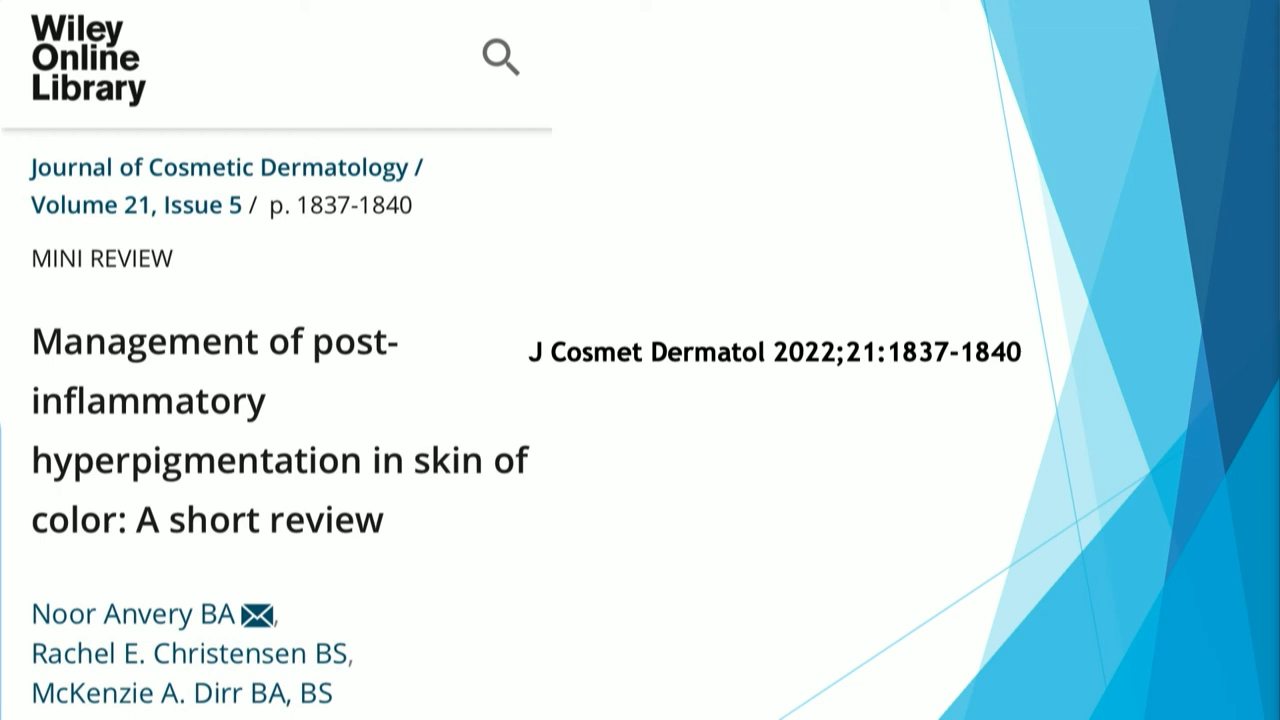 Wiley
Online
Library
Journal of Cosmetic Dermatology /
Volume 21, Issue 5 / p. 1837-1840
MINI REVIEW
Management of post-
inflammatory
hyperpigmentation in skin of
color: A short review
J Cosmet Dermatol 2022;21:1837-1840
Noor Anvery BA,
Rachel E. Christensen BS,
McKenzie A. Dirr BA, BS